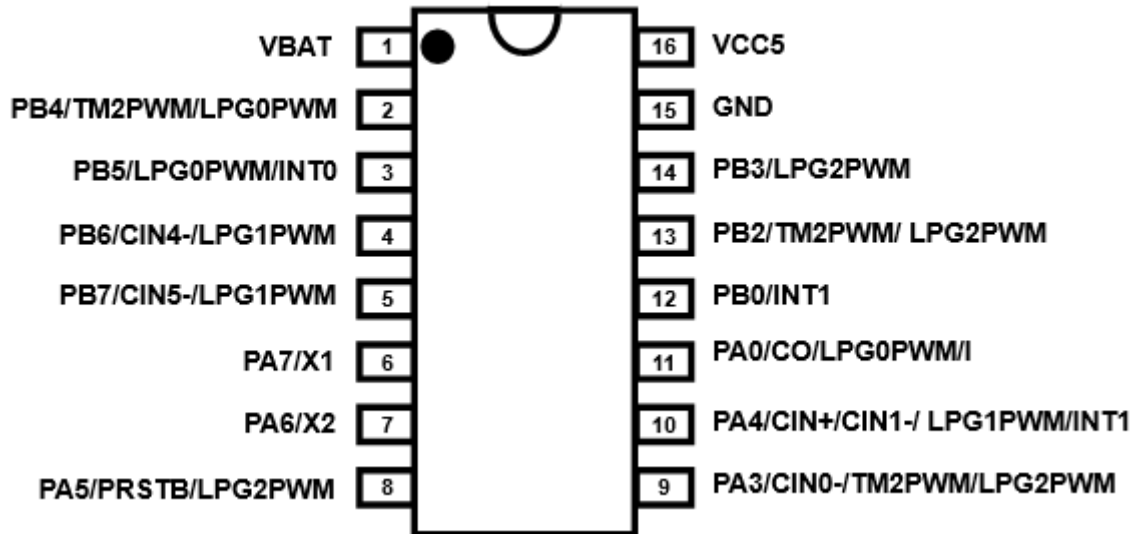 VBAT 1 16 VCC5
PB4/TM2PWM/LPG0PWM 2 15 GND
PB5/LPG0PWM/INT0 3 14 PB3/LPG2PWM
PB6/CIN4-/LPG1PWM 4 13 PB2/TM2PWM/ LPG2PWM
PB7/CIN5-/LPG1PWM 5 12 PB0/INT1
PA7/X1 6 11 PA0/CO/LPG0PWM/I
PA6/X2 7 10 PA4/CIN+/CIN1-/ LPG1PWM/INT1
PA5/PRSTB/LPG2PWM 8 9 PA3/CIN0-/TM2PWM/LPG2PWM